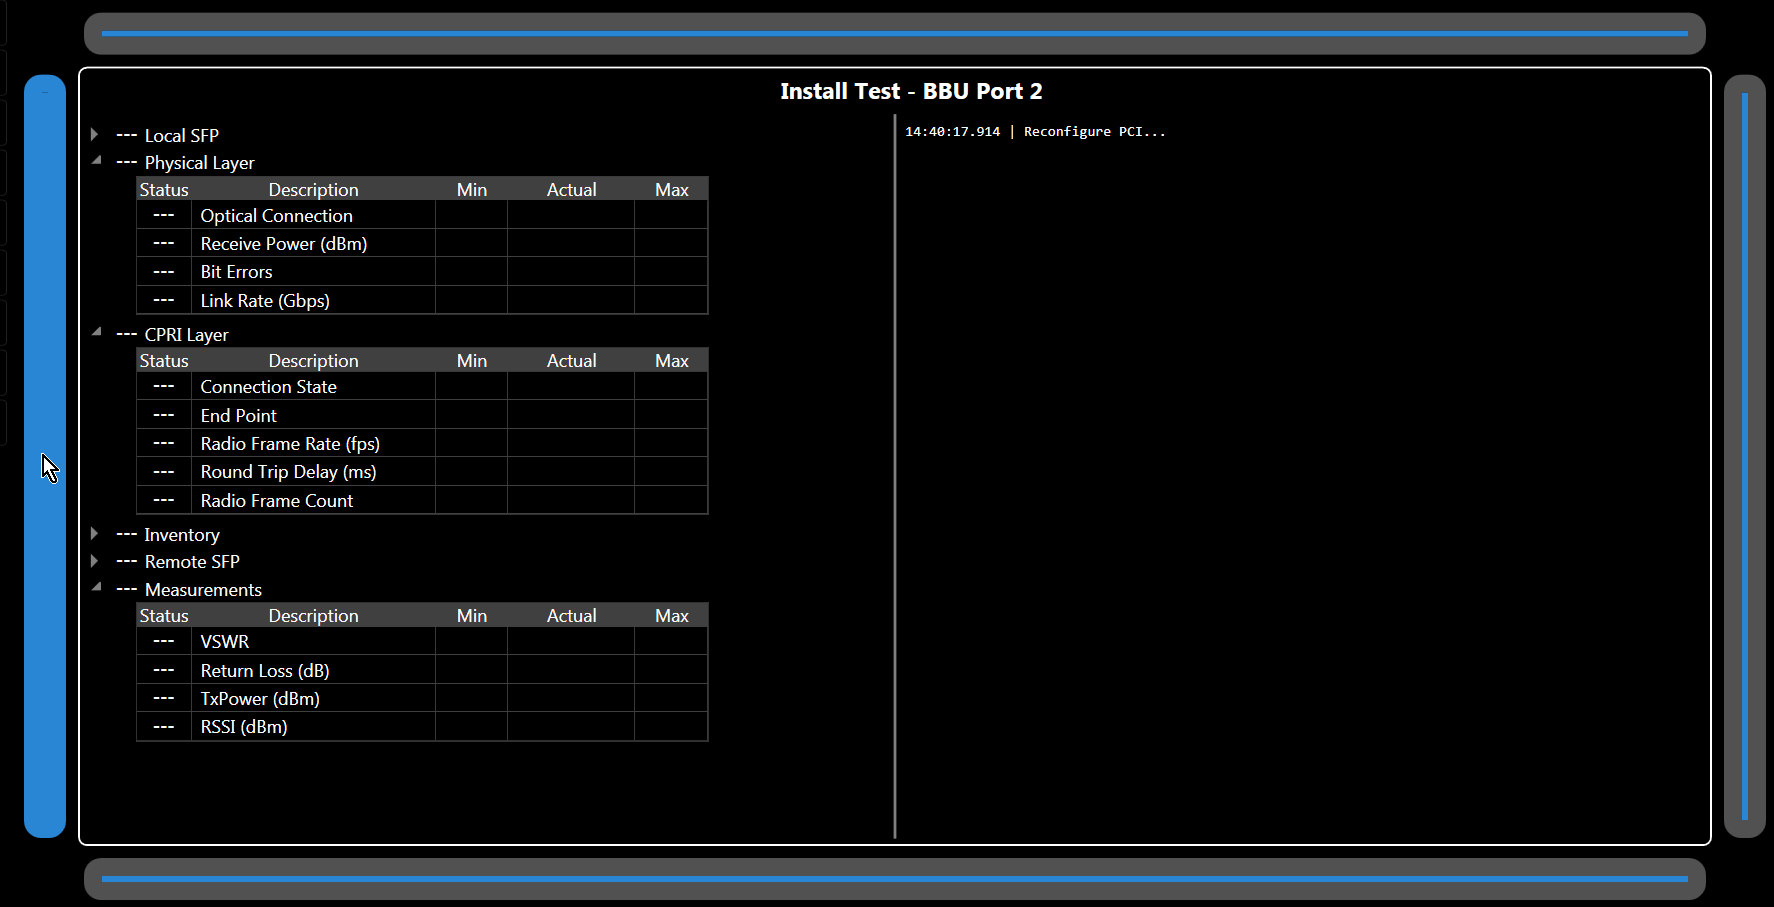 Install Test - BBU Port 2
--- Local SFP
--- Physical Layer
Status Description Min Actual Max
--- Optical Connection
--- Receive Power (dBm)
--- Bit Errors
--- Link Rate (Gbps)
--- CPRI Layer
Status Description Min Actual Max
--- Connection State
--- End Point
--- Radio Frame Rate (fps)
--- Round Trip Delay (ms)
--- Radio Frame Count
--- Inventory
--- Remote SFP
--- Measurements
Status Description Min Actual Max
--- VSWR
--- Return Loss (dB)
--- TxPower (dBm)
--- RSSI (dBm)
14:40:17.914 | Reconfigure PCI...